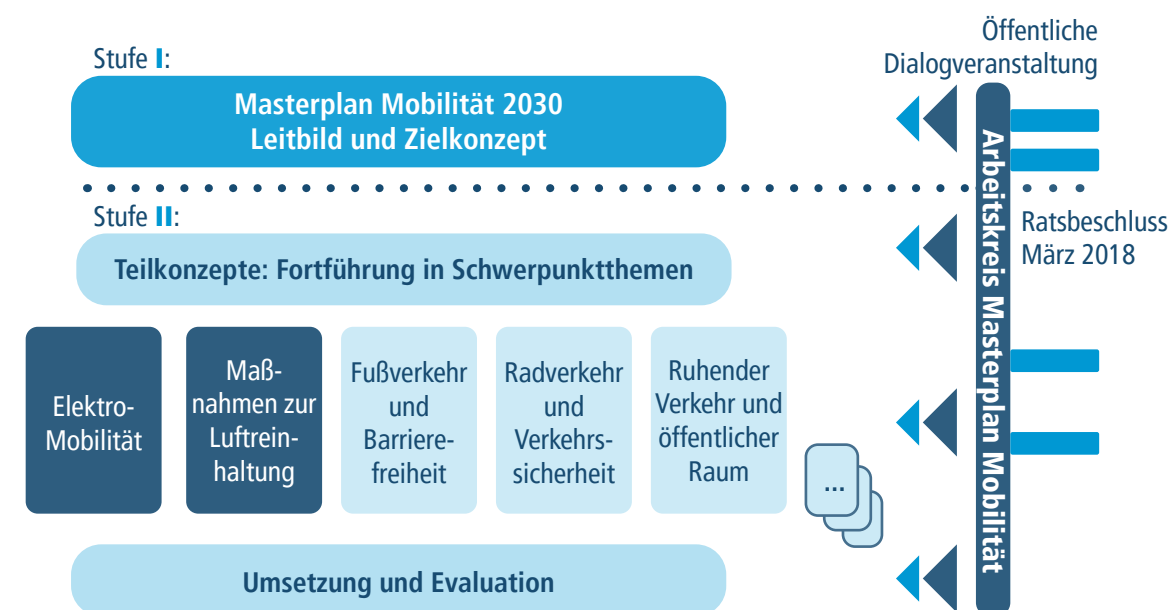 Öffentliche
Dialogveranstaltung
Stufe I:
Masterplan Mobilität 2030
Leitbild und Zielkonzept
Stufe II:
Ratsbeschluss
März 2018
Teilkonzepte: Fortführung in Schwerpunktthemen
Elektro-
Mobilität
Maß-
nahmen zur
Luftrein-
haltung
Fußverkehr
und
Barriere-
freiheit
Radverkehr
und
Verkehrs-
sicherheit
Ruhender
Verkehr und
öffentlicher
Raum
...
Umsetzung und Evaluation
Arbeitskreis Masterplan Mobilität